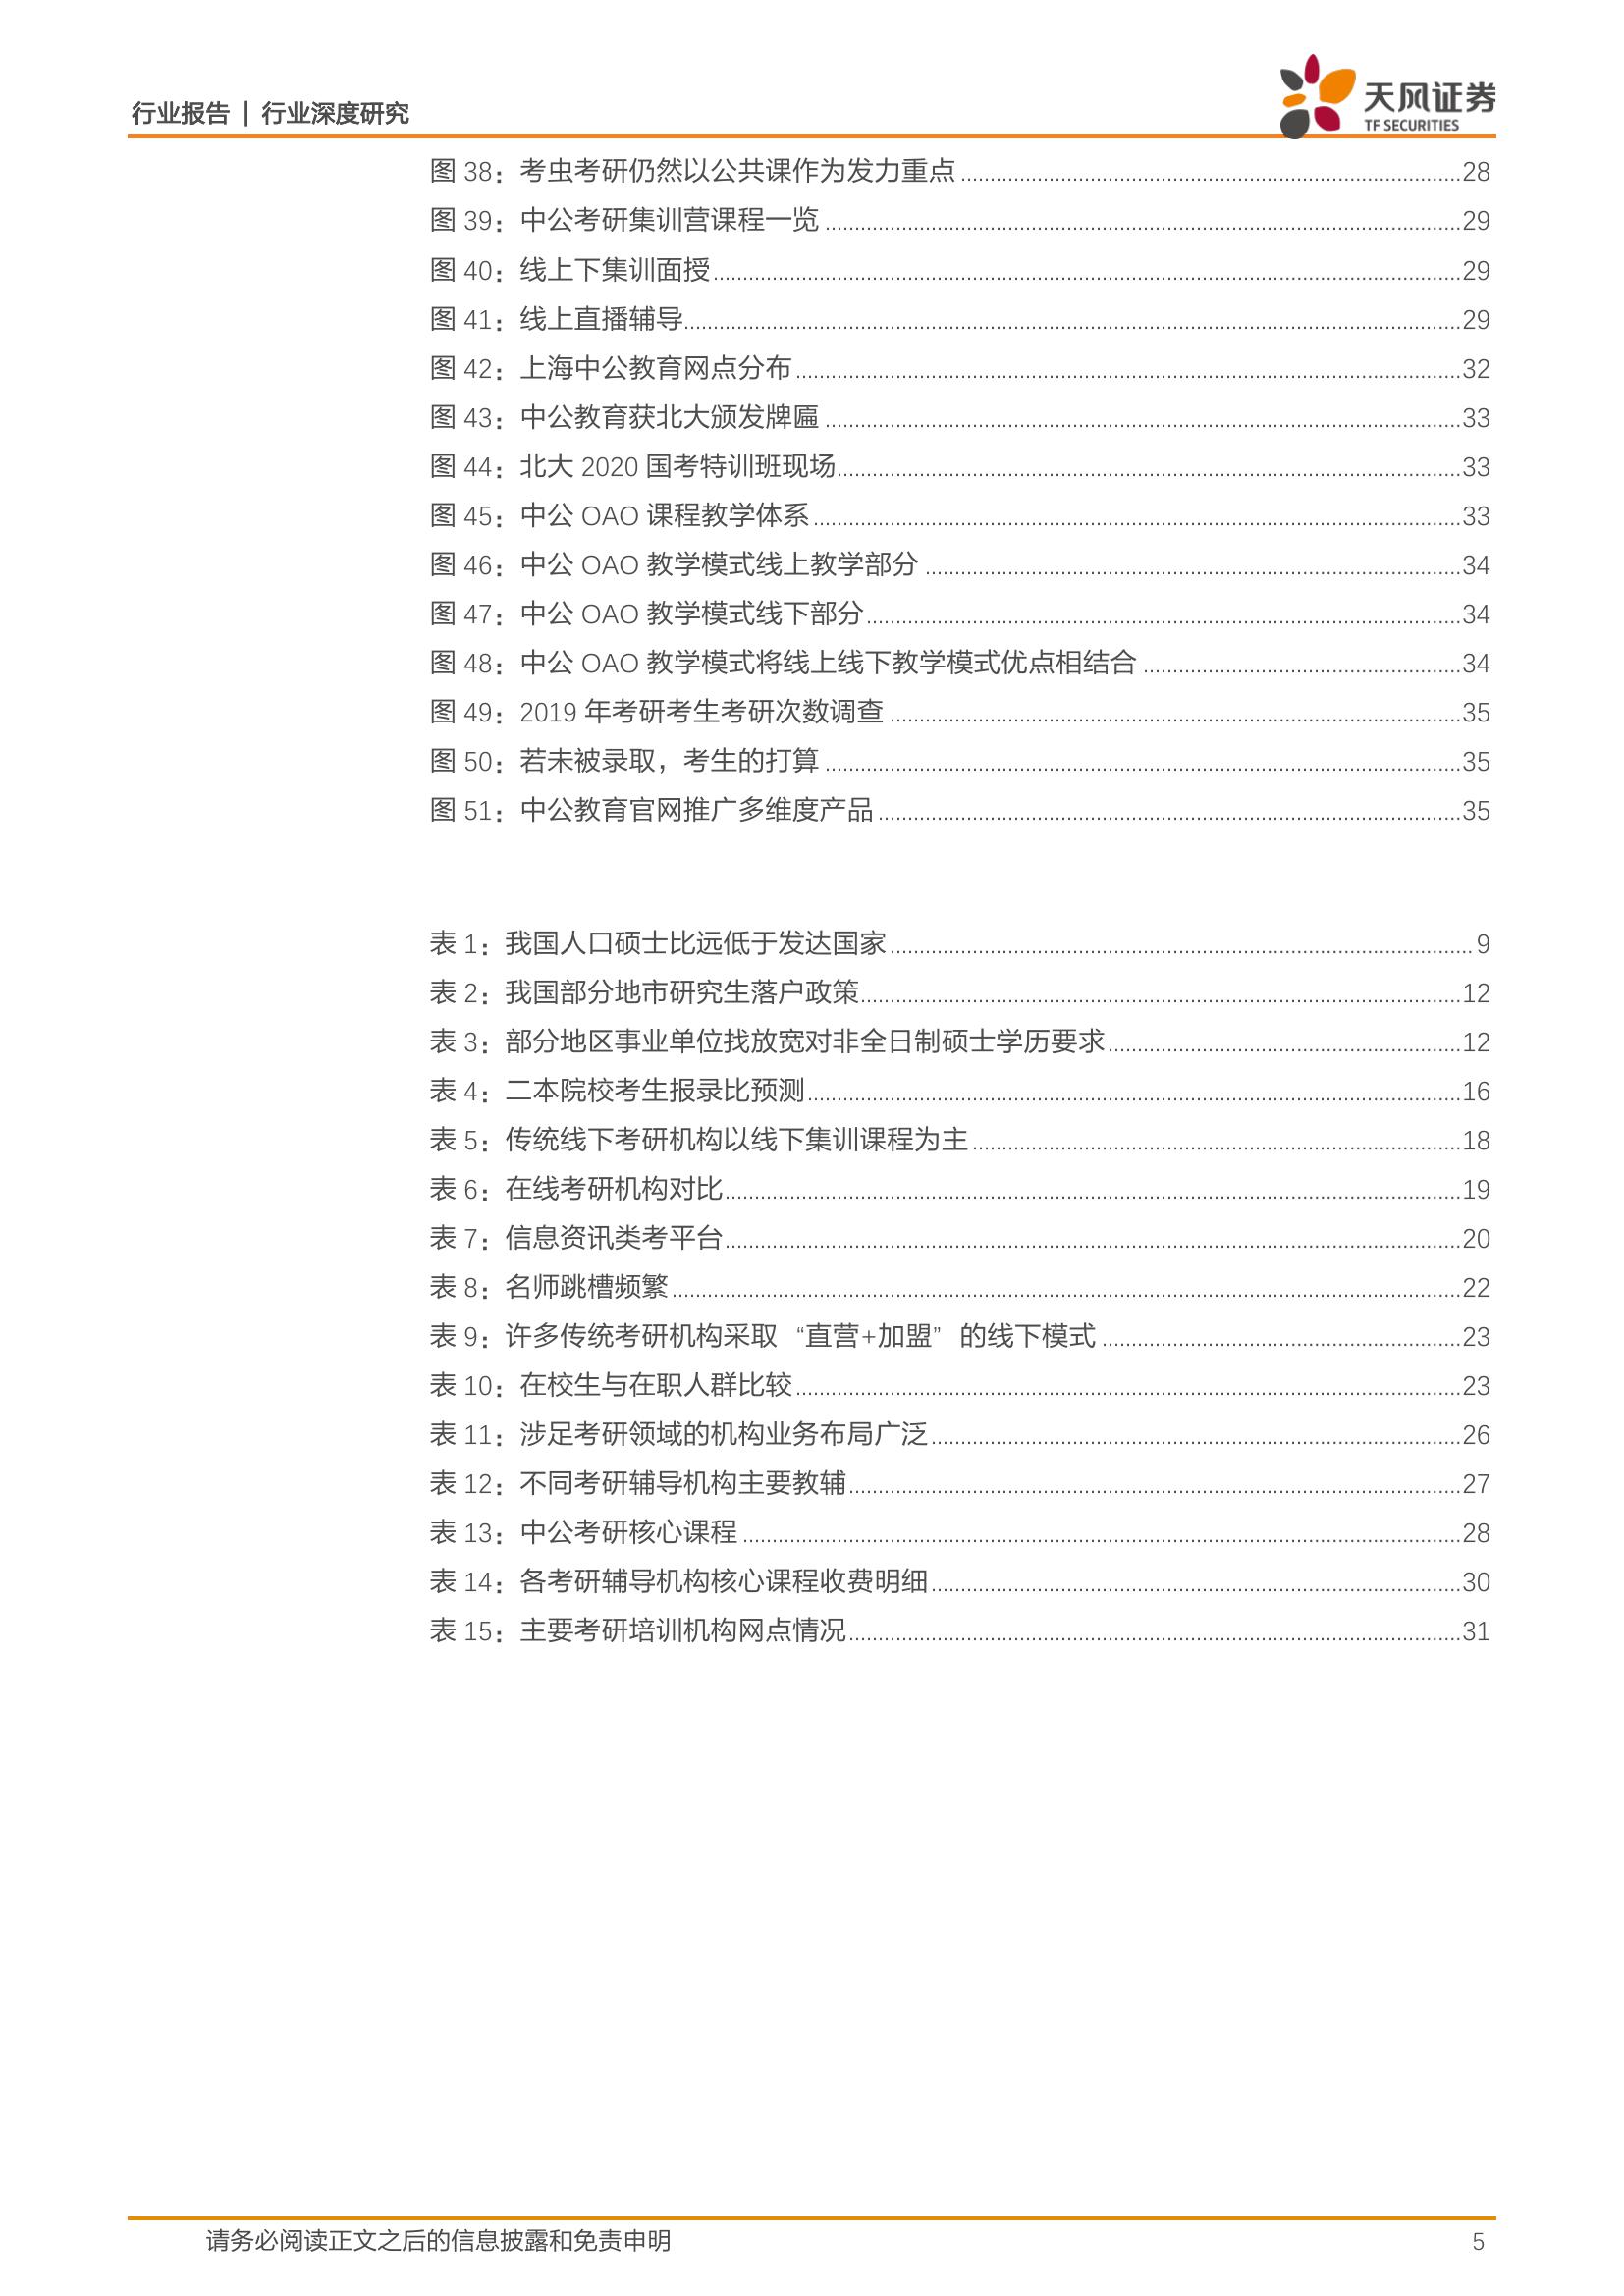 行业报告 | 行业深度研究
天风证券
TF SECURITIES
图 38：考虫考研仍然以公共课作为发力重点 28
图 39：中公考研集训营课程一览 29
图 40：线上下集训面授 29
图 41：线上直播辅导 29
图 42：上海中公教育网点分布 32
图 43：中公教育获北大颁发牌匾 33
图 44：北大 2020 国考特训班现场 33
图 45：中公 OAO 课程教学体系 33
图 46：中公 OAO 教学模式线上教学部分 34
图 47：中公 OAO 教学模式线下部分 34
图 48：中公 OAO 教学模式将线上线下教学模式优点相结合 34
图 49：2019 年考研考生考研次数调查 35
图 50：若未被录取，考生的打算 35
图 51：中公教育官网推广多维度产品 35
表 1：我国人口硕士比远低于发达国家 9
表 2：我国部分地市研究生落户政策 12
表 3：部分地区事业单位找放宽对非全日制硕士学历要求 12
表 4：二本院校考生报录比预测 16
表 5：传统线下考研机构以线下集训课程为主 18
表 6：在线考研机构对比 19
表 7：信息资讯类考平台 20
表 8：名师跳槽频繁 22
表 9：许多传统考研机构采取“直营+加盟”的线下模式 23
表 10：在校生与在职人群比较 23
表 11：涉足考研领域的机构业务布局广泛 26
表 12：不同考研辅导机构主要教辅 27
表 13：中公考研核心课程 28
表 14：各考研辅导机构核心课程收费明细 30
表 15：主要考研培训机构网点情况 31
请务必阅读正文之后的信息披露和免责申明 5